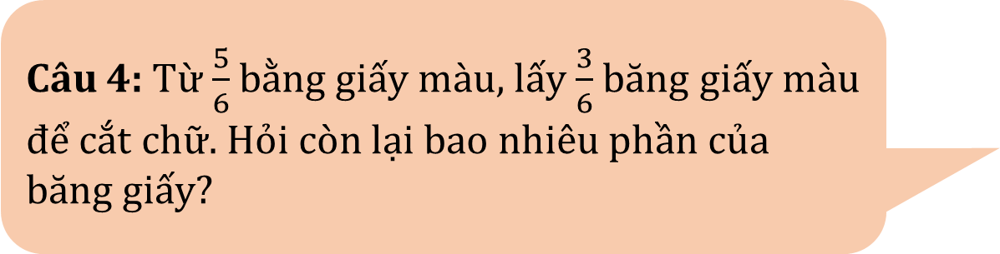 Câu 4: Từ 5/6 bằng giấy màu, lấy 3/6 băng giấy màu
để cắt chữ. Hỏi còn lại bao nhiêu phần của
băng giấy?